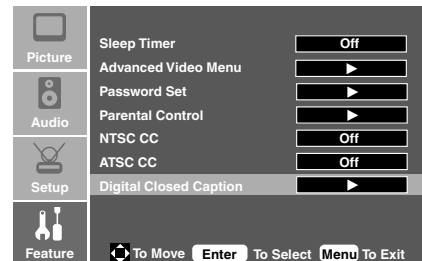 Picture
Audio
Setup
Feature
Sleep Timer Off
Advanced Video Menu
Password Set
Parental Control
NTSC CC Off
ATSC CC Off
Digital Closed Caption
To Move Enter To Select Menu To Exit